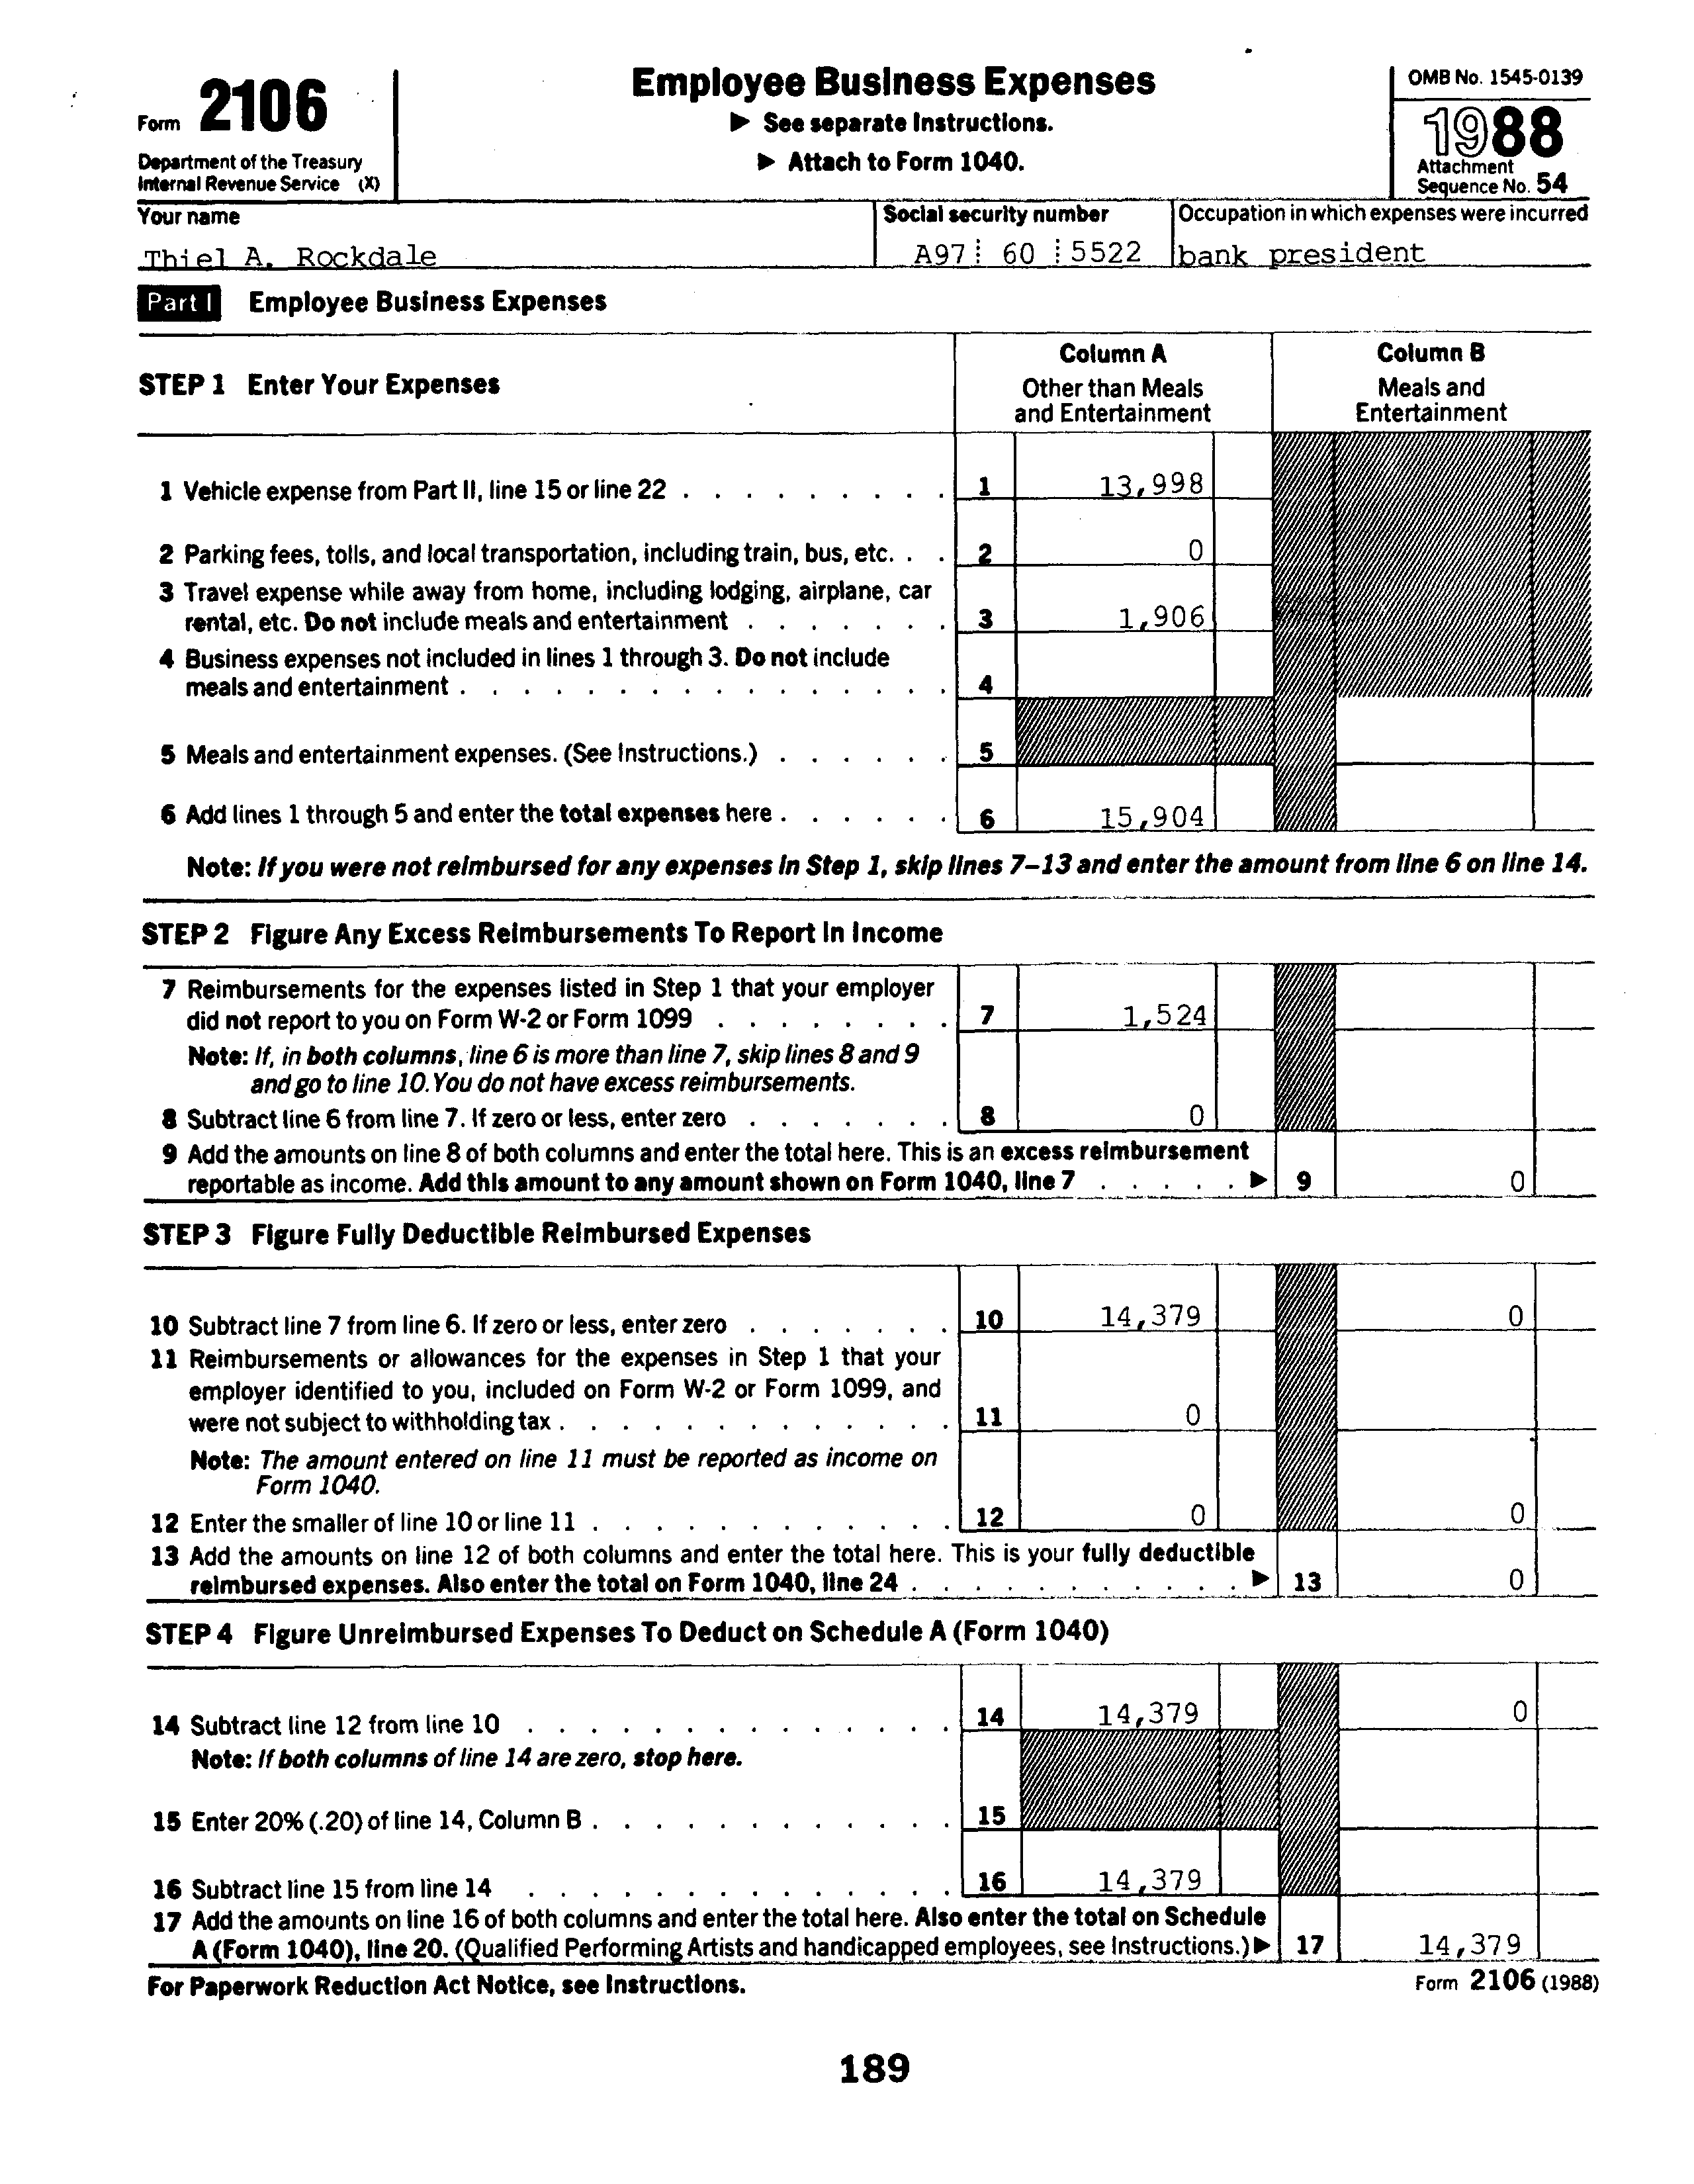 Form 2106
Department of the Treasury
Internal Revenue Service (X)
Employee Business Expenses
▶ See separate Instructions.
▶ Attach to Form 1040.
OMB No. 1545-0139
1988
Attachment
Sequence No. 54
Your name
Thiel A. Rockdale
Social security number
A97 60 5522
Occupation in which expenses were incurred
bank president
Part I Employee Business Expenses
STEP 1 Enter Your Expenses
Column A
Other than Meals
and Entertainment
Column B
Meals and
Entertainment
1 Vehicle expense from Part II, line 15 or line 22 . . . . . . . . . 1 13,998
2 Parking fees, tolls, and local transportation, including train, bus, etc. . . 2 0
3 Travel expense while away from home, including lodging, airplane, car
rental, etc. Do not include meals and entertainment . . . . . . . 3 1,906
4 Business expenses not included in lines 1 through 3. Do not include
meals and entertainment . . . . . . . . . . . . . . . . 4
5 Meals and entertainment expenses. (See Instructions.) . . . . . . 5
6 Add lines 1 through 5 and enter the total expenses here . . . . . . 6 15,904
Note: If you were not reimbursed for any expenses in Step 1, skip lines 7–13 and enter the amount from line 6 on line 14.
STEP 2 Figure Any Excess Reimbursements To Report In Income
7 Reimbursements for the expenses listed in Step 1 that your employer
did not report to you on Form W-2 or Form 1099 . . . . . . . . 7 1,524
Note: If, in both columns, line 6 is more than line 7, skip lines 8 and 9
and go to line 10. You do not have excess reimbursements.
8 Subtract line 6 from line 7. If zero or less, enter zero . . . . . . . 8 0
9 Add the amounts on line 8 of both columns and enter the total here. This is an excess reimbursement
reportable as income. Add this amount to any amount shown on Form 1040, line 7 . . . . . ▶ 9 0
STEP 3 Figure Fully Deductible Reimbursed Expenses
10 Subtract line 7 from line 6. If zero or less, enter zero . . . . . . . 10 14,379 0
11 Reimbursements or allowances for the expenses in Step 1 that your
employer identified to you, included on Form W-2 or Form 1099, and
were not subject to withholding tax . . . . . . . . . . . . . 11 0
Note: The amount entered on line 11 must be reported as income on
Form 1040.
12 Enter the smaller of line 10 or line 11 . . . . . . . . . . . . 12 0 0
13 Add the amounts on line 12 of both columns and enter the total here. This is your fully deductible
reimbursed expenses. Also enter the total on Form 1040, line 24 . . . . . . . . . . . ▶ 13 0
STEP 4 Figure Unreimbursed Expenses To Deduct on Schedule A (Form 1040)
14 Subtract line 12 from line 10 . . . . . . . . . . . . . . 14 14,379 0
Note: If both columns of line 14 are zero, stop here.
15 Enter 20% (.20) of line 14, Column B . . . . . . . . . . . . 15
16 Subtract line 15 from line 14 . . . . . . . . . . . . . . 16 14,379
17 Add the amounts on line 16 of both columns and enter the total here. Also enter the total on Schedule
A (Form 1040), line 20. (Qualified Performing Artists and handicapped employees, see Instructions.) ▶ 17 14,379
For Paperwork Reduction Act Notice, see Instructions.
Form 2106 (1988)
189